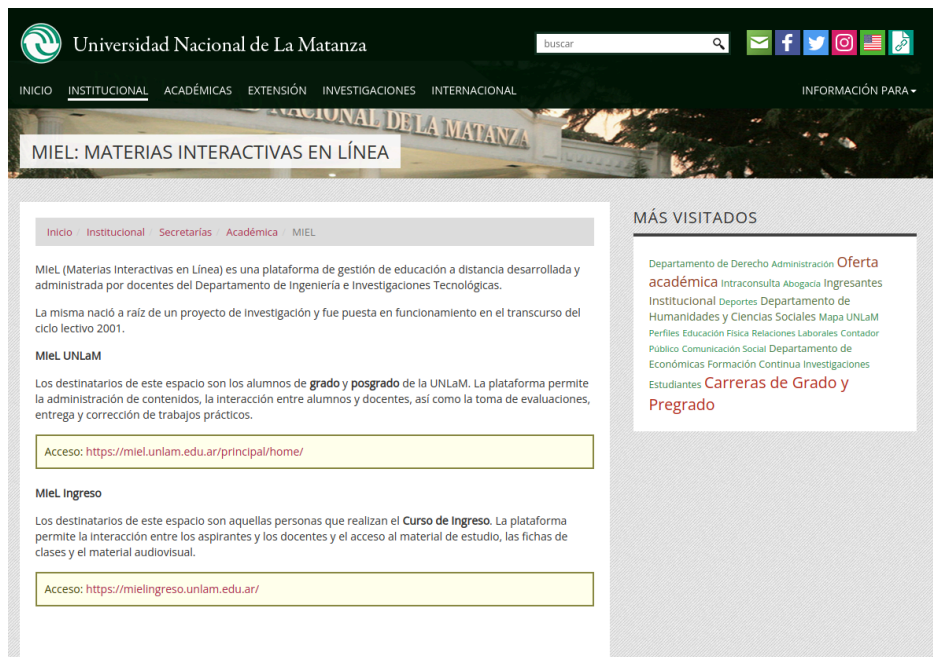 Universidad Nacional de La Matanza
buscar
INICIO INSTITUCIONAL ACADÉMICAS EXTENSIÓN INVESTIGACIONES INTERNACIONAL INFORMACIÓN PARA
NACIONAL DE LA MATANZA
MIEL: MATERIAS INTERACTIVAS EN LÍNEA
Inicio / Institucional / Secretarías / Académica / MIEL
MIeL (Materias Interactivas en Línea) es una plataforma de gestión de educación a distancia desarrollada y
administrada por docentes del Departamento de Ingeniería e Investigaciones Tecnológicas.
La misma nació a raíz de un proyecto de investigación y fue puesta en funcionamiento en el transcurso del
ciclo lectivo 2001.
MIeL UNLaM
Los destinatarios de este espacio son los alumnos de grado y posgrado de la UNLaM. La plataforma permite
la administración de contenidos, la interacción entre alumnos y docentes, así como la toma de evaluaciones,
entrega y corrección de trabajos prácticos.
Acceso: https://miel.unlam.edu.ar/principal/home/
MIeL Ingreso
Los destinatarios de este espacio son aquellas personas que realizan el Curso de Ingreso. La plataforma
permite la interacción entre los aspirantes y los docentes y el acceso al material de estudio, las fichas de
clases y el material audiovisual.
Acceso: https://mielingreso.unlam.edu.ar/
MÁS VISITADOS
Departamento de Derecho Administración Oferta
académica Intraconsulta Abogacía Ingresantes
Institucional Deportes Departamento de
Humanidades y Ciencias Sociales Mapa UNLaM
Perfiles Educación Física Relaciones Laborales Contador
Público Comunicación Social Departamento de
Económicas Formación Continua Investigaciones
Estudiantes Carreras de Grado y
Pregrado